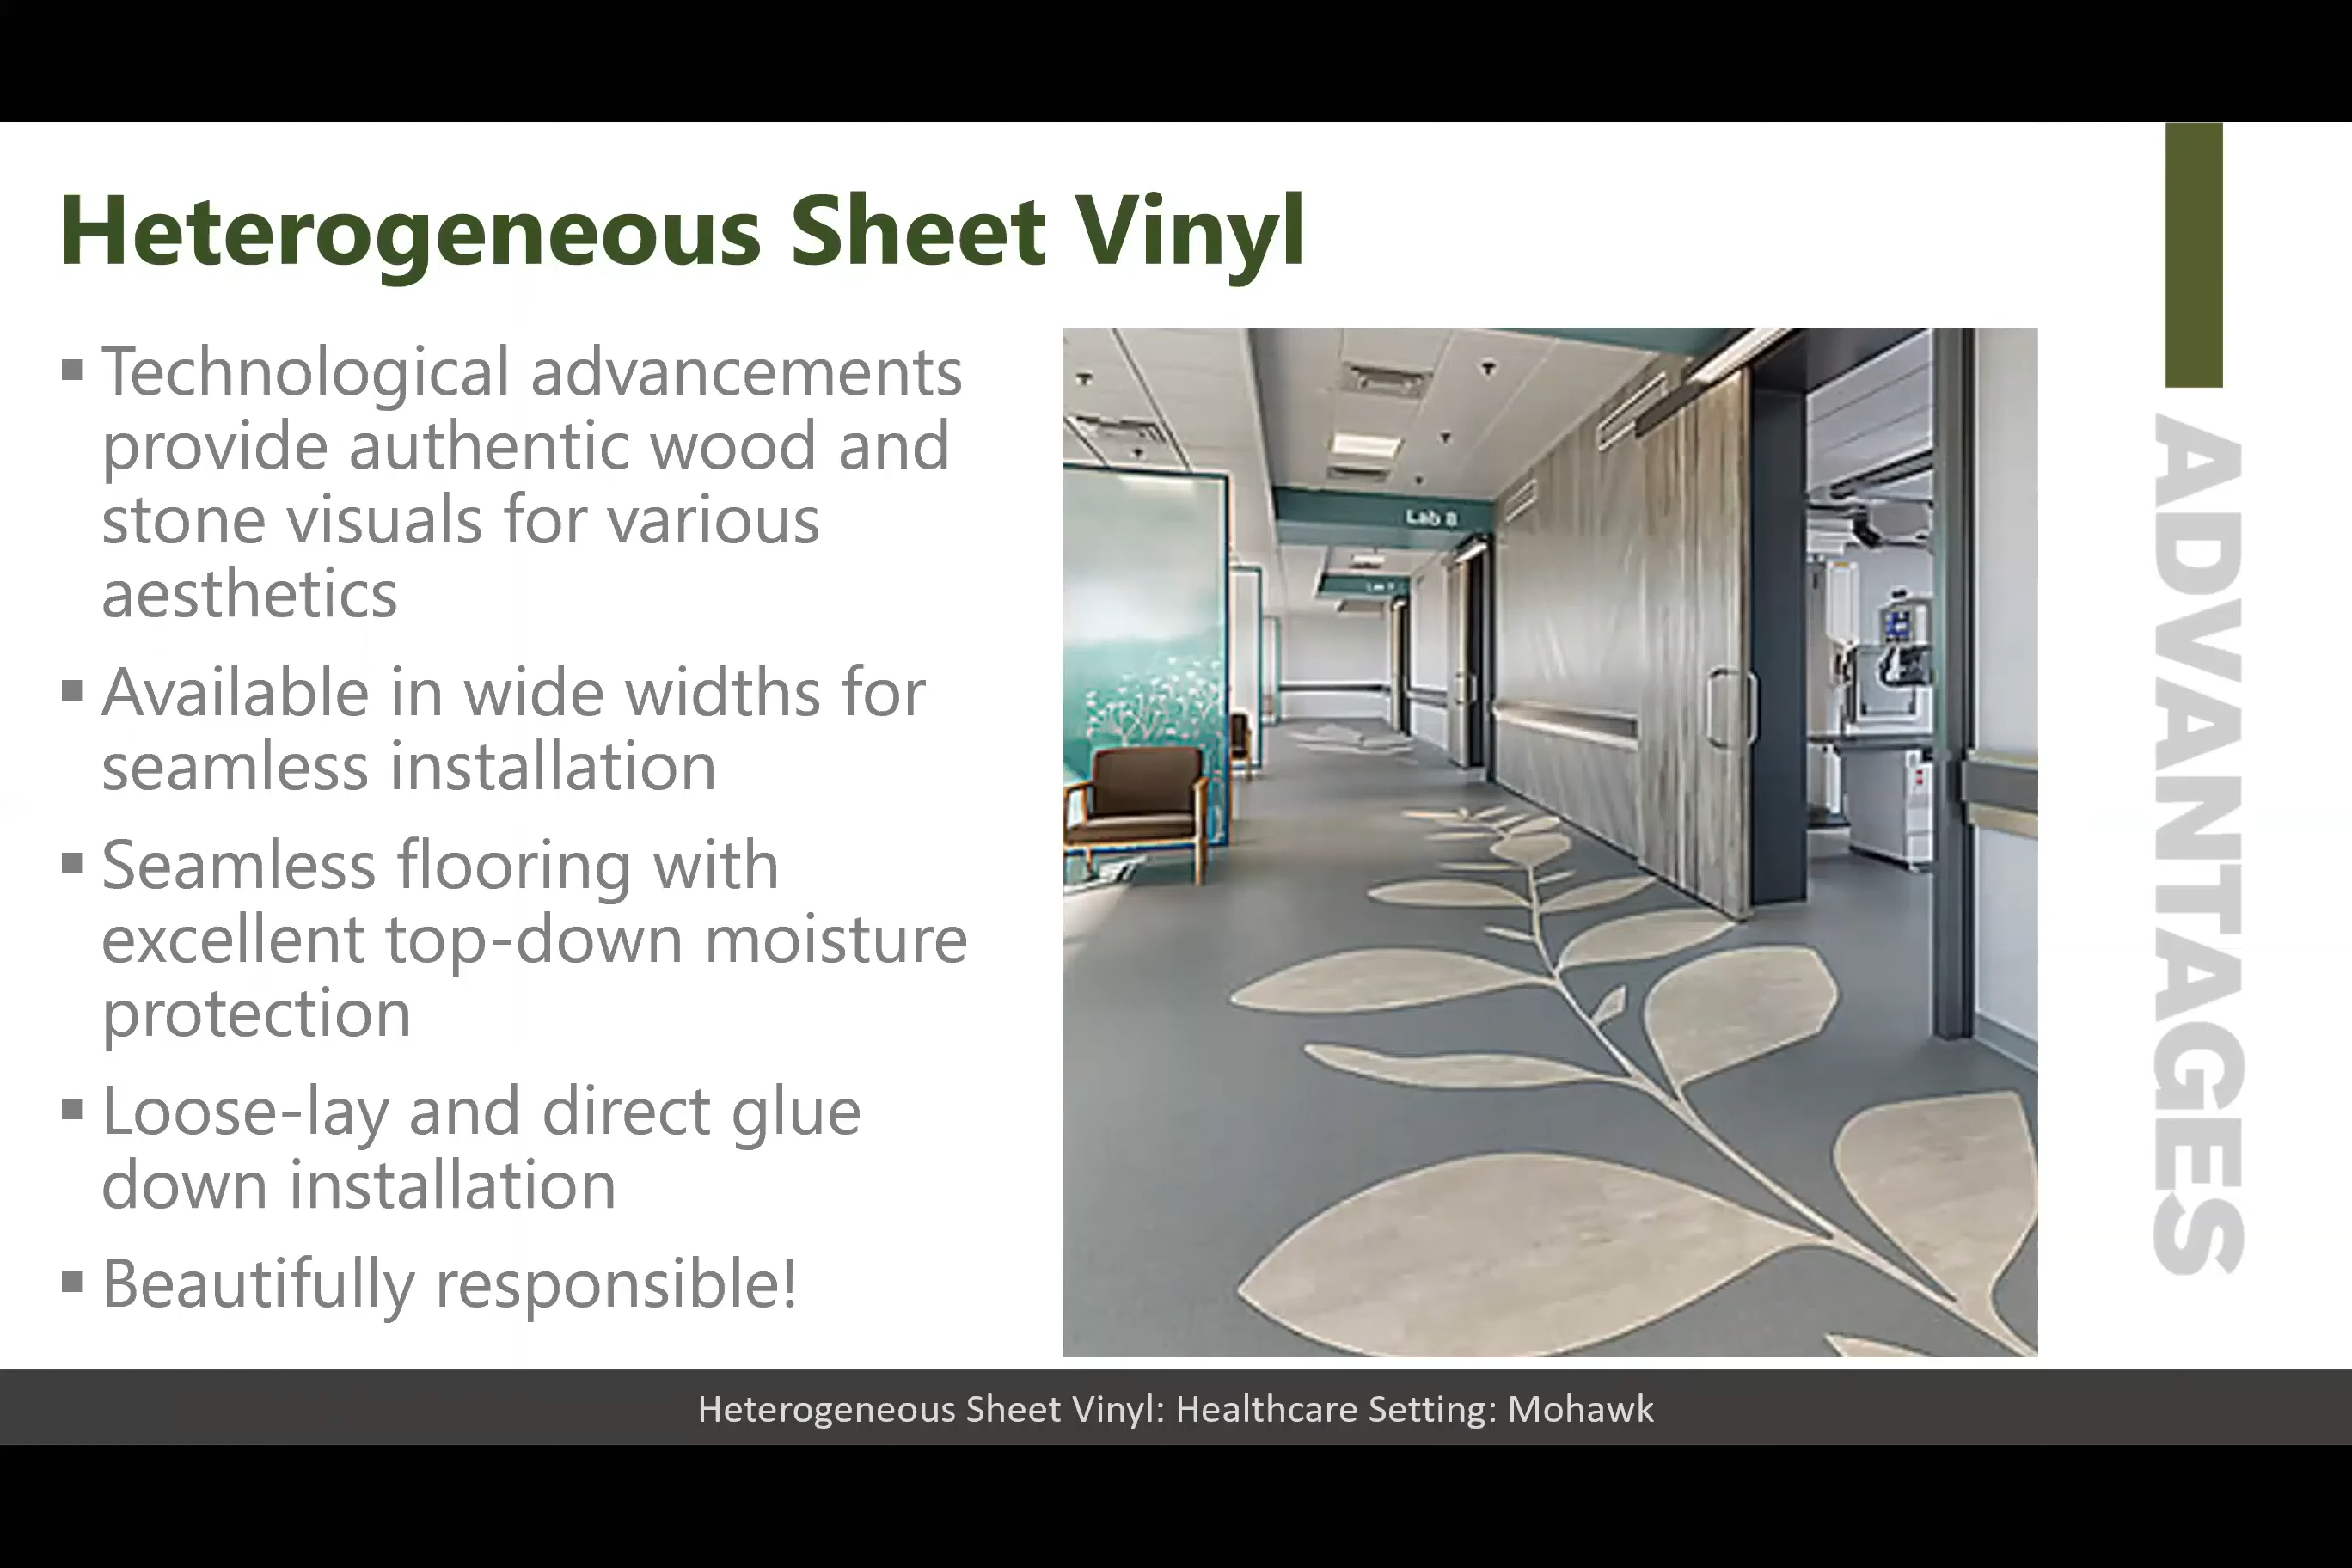 Heterogeneous Sheet Vinyl
▪ Technological advancements
provide authentic wood and
stone visuals for various
aesthetics
▪ Available in wide widths for
seamless installation
▪ Seamless flooring with
excellent top-down moisture
protection
▪ Loose-lay and direct glue
down installation
▪ Beautifully responsible!
Lab 8
ADVANTAGES
Heterogeneous Sheet Vinyl: Healthcare Setting: Mohawk